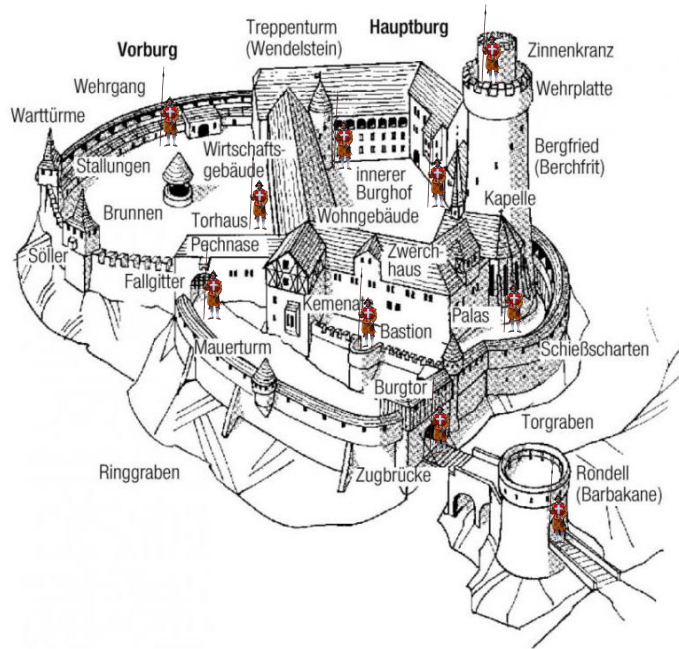 Treppenturm
(Wendelstein)
Hauptburg
Vorburg
Zinnenkranz
Wehrgang
Wehrplatte
Warttürme
Bergfried
(Berchfrit)
Stallungen
Wirtschafts-
gebäude
innerer
Burghof
Brunnen
Torhaus
Wohngebäude
Kapelle
Söller
Pechnase
Zwerch-
haus
Fallgitter
Kemenate
Bastion
Palas
Mauerturm
Schießscharten
Burgtor
Torgraben
Ringgraben
Zugbrücke
Rondell
(Barbakane)